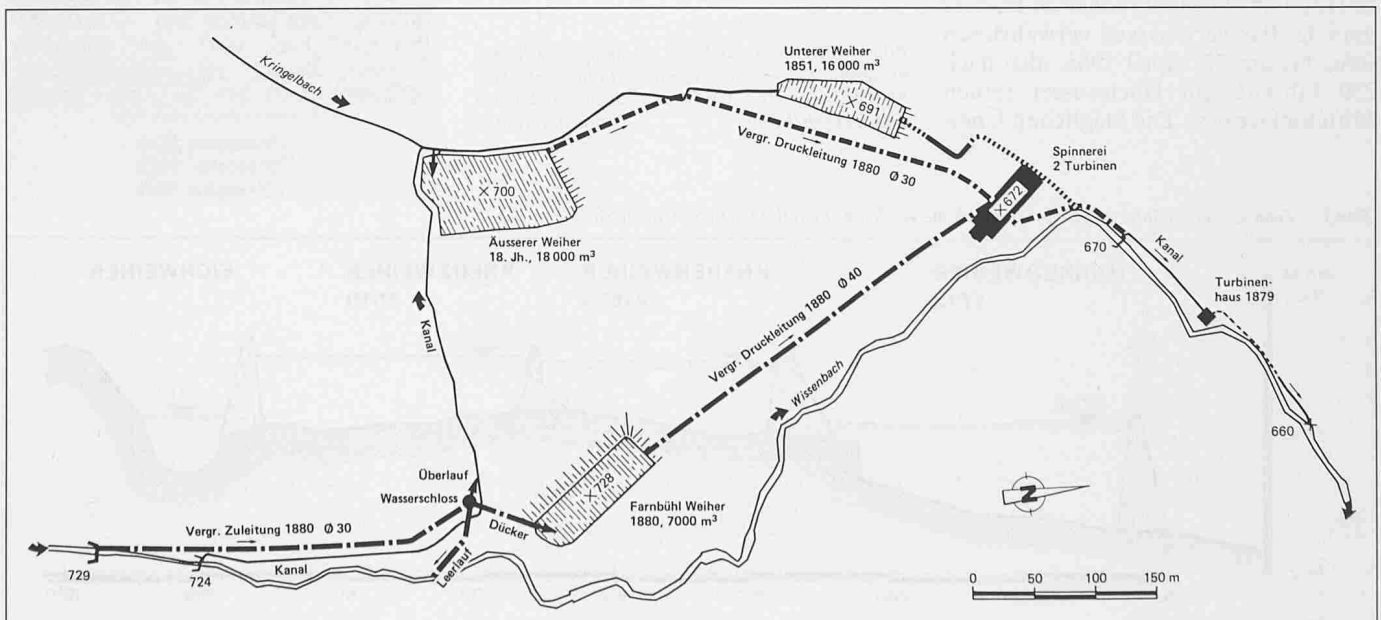 Kringelbach
Unterer Weiher
1851, 16 000 m³
× 691
Vergr. Druckleitung 1880 Ø 30
Spinnerei
2 Turbinen
× 672
× 700
Äusserer Weiher
18. Jh., 18 000 m³
670
Kanal
Turbinen-
haus 1879
Kanal
Vergr. Druckleitung 1880 Ø 40
Wissenbach
660
Überlauf
Wasserschloss
× 728
Farnbühl Weiher
1880, 7000 m³
Dücker
N
Vergr. Zuleitung 1880 Ø 30
Kanal
Leerlauf
729
724
0 50 100 150 m